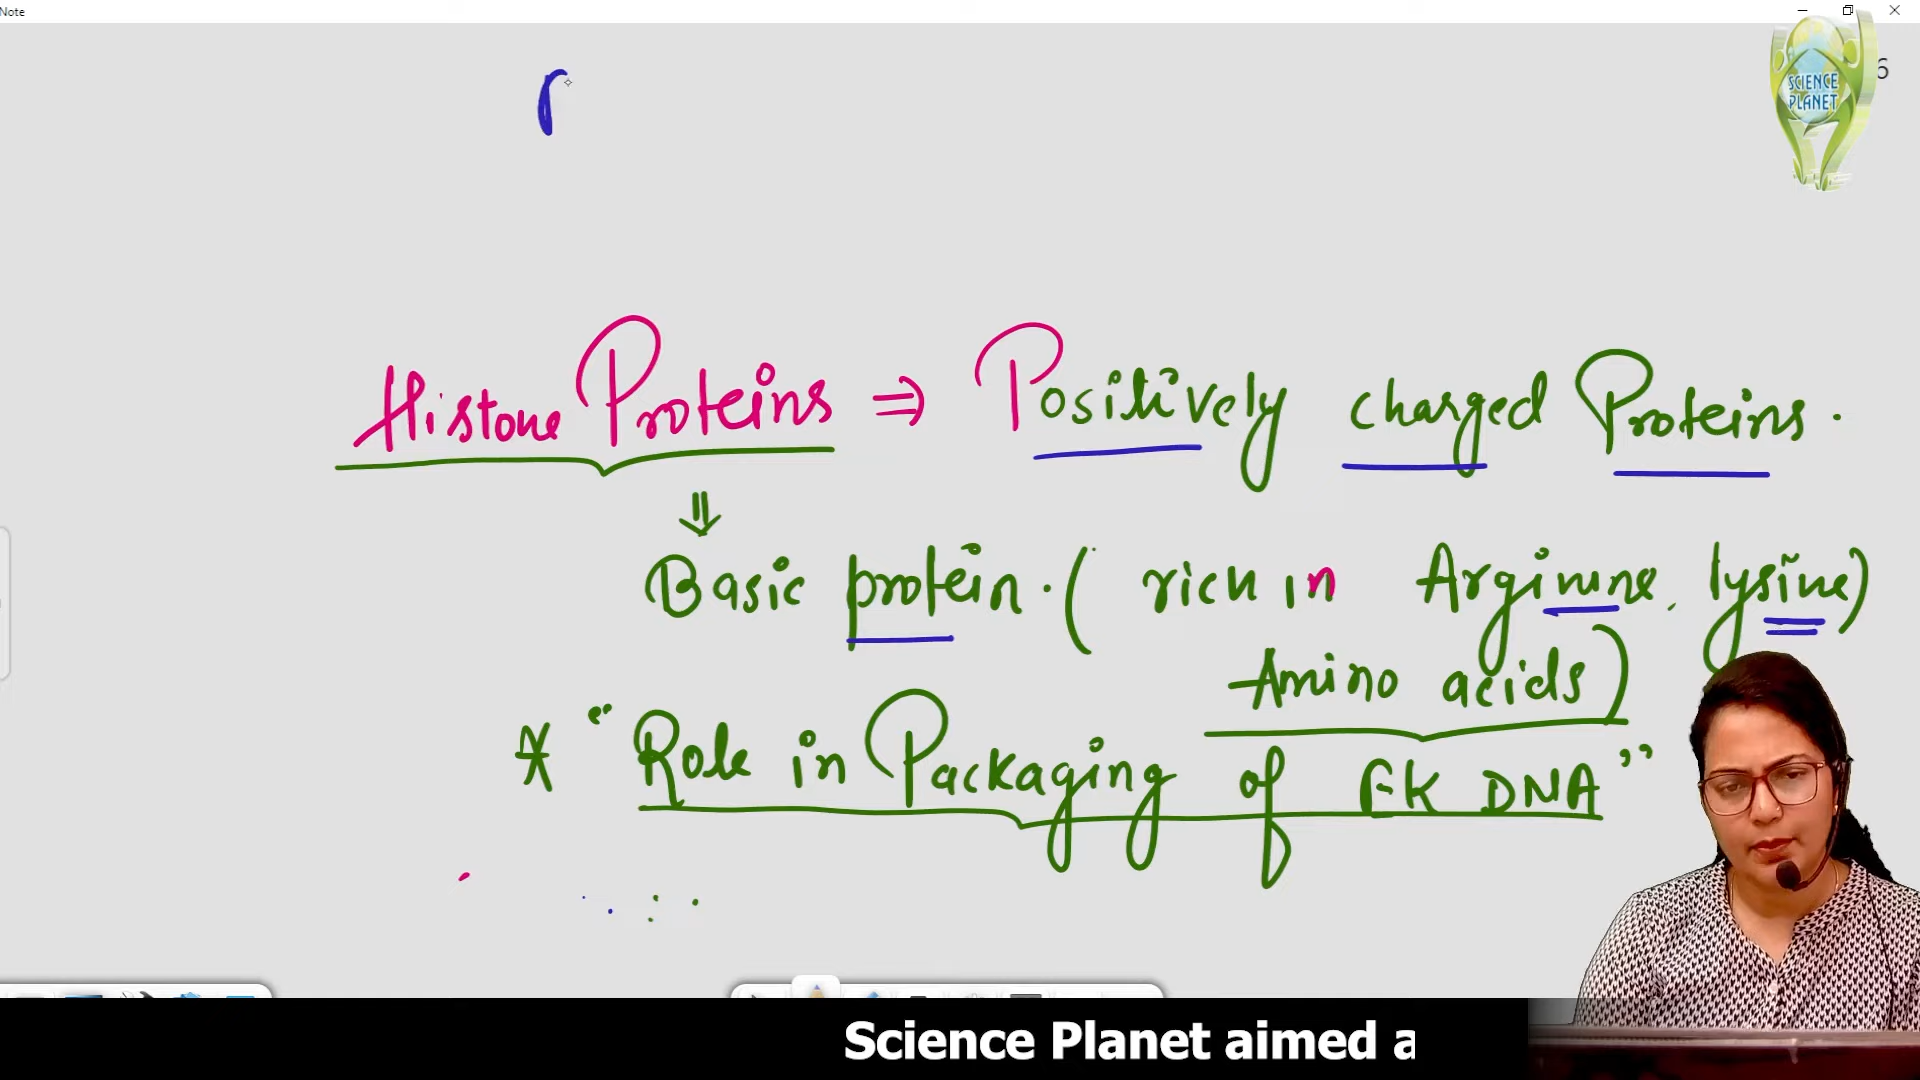 Note
6
SCIENCE
PLANET
Histone Proteins ⇒ Positively charged Proteins.
⇓
Basic protein. ( rich in Arginine, lysine)
Amino acids)
* “Role in Packaging of EK DNA”
Science Planet aimed a